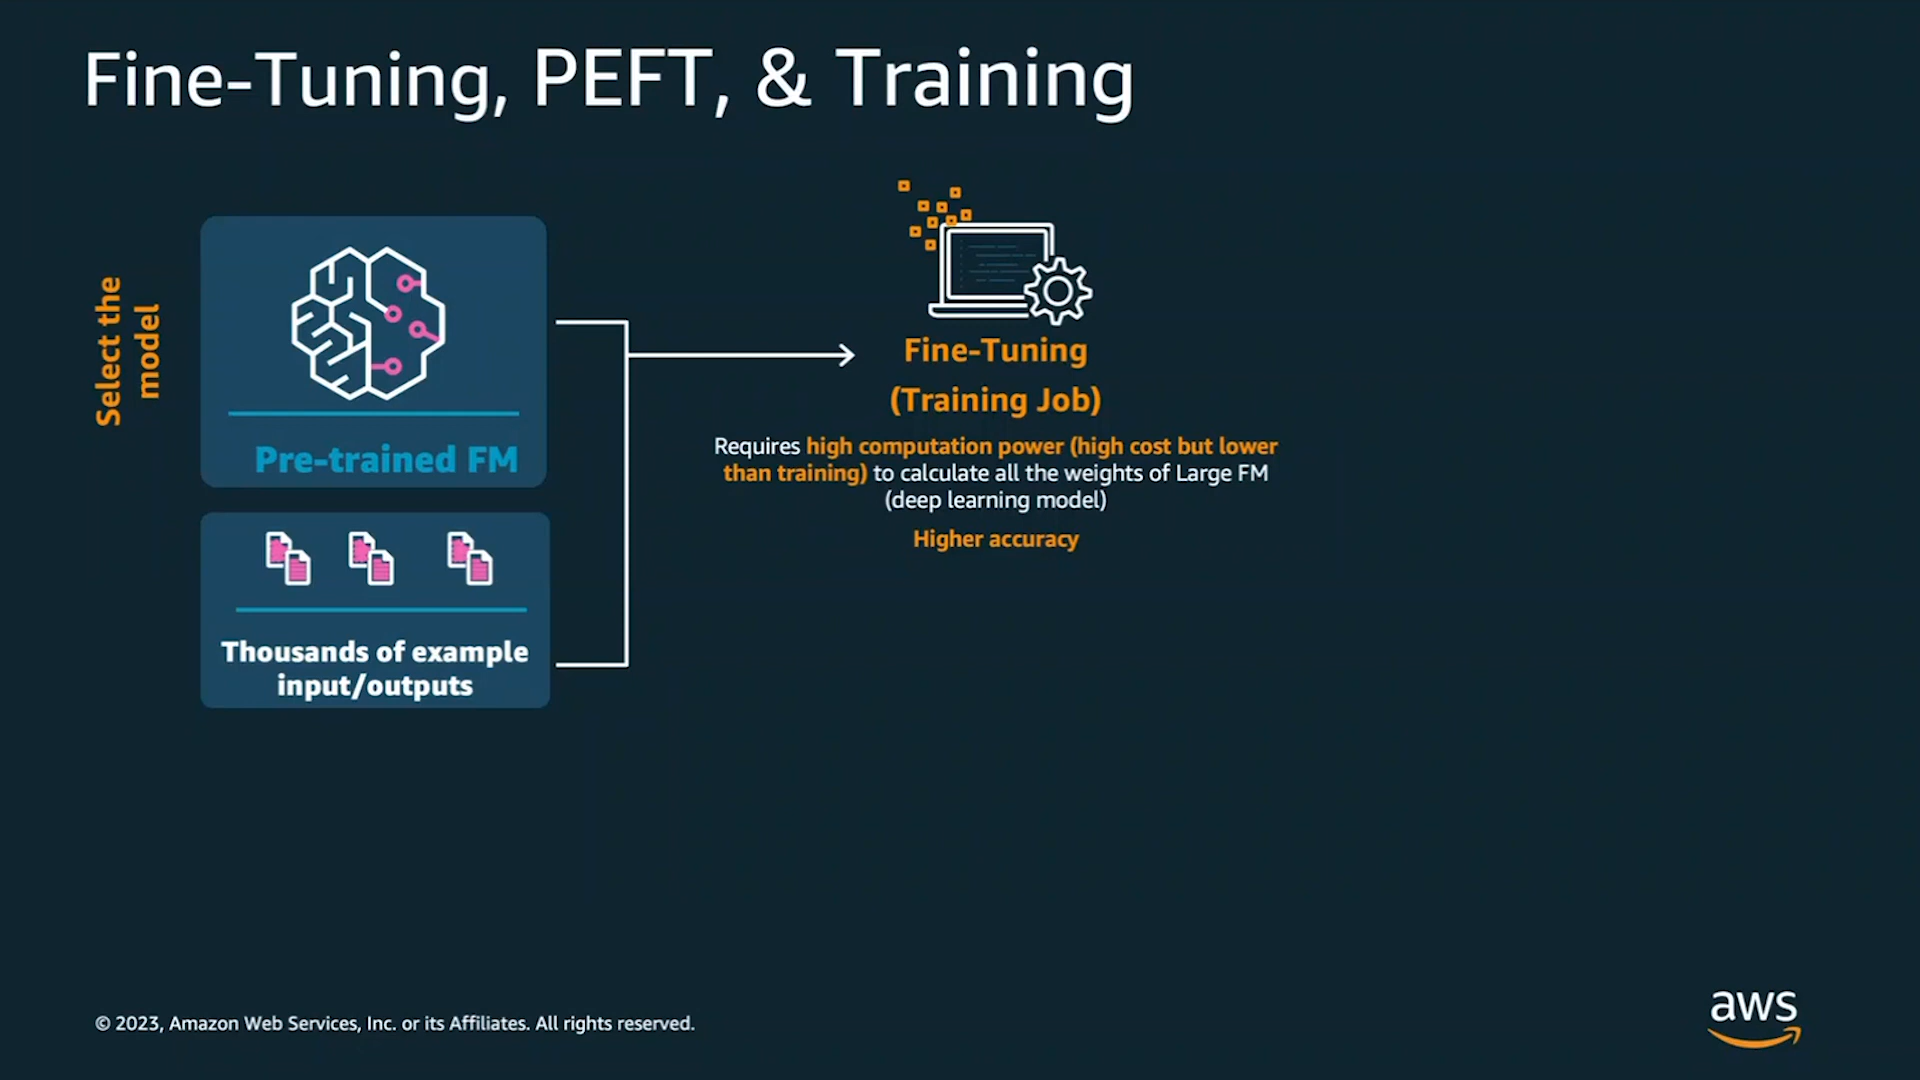 Fine-Tuning, PEFT, & Training
Select the
model
Pre-trained FM
Thousands of example
input/outputs
Fine-Tuning
(Training Job)
Requires high computation power (high cost but lower
than training) to calculate all the weights of Large FM
(deep learning model)
Higher accuracy
© 2023, Amazon Web Services, Inc. or its Affiliates. All rights reserved.
aws